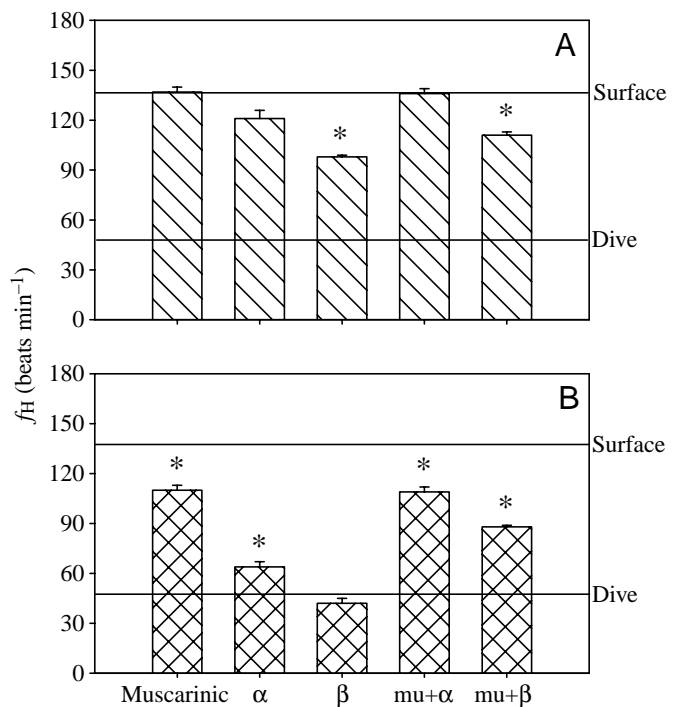 180
A
150
Surface
120
*
*
90
60
Dive
30
0
fH (beats min−1)
180
B
150
Surface
120
*
*
*
*
90
60
Dive
30
0
Muscarinic α β mu+α mu+β